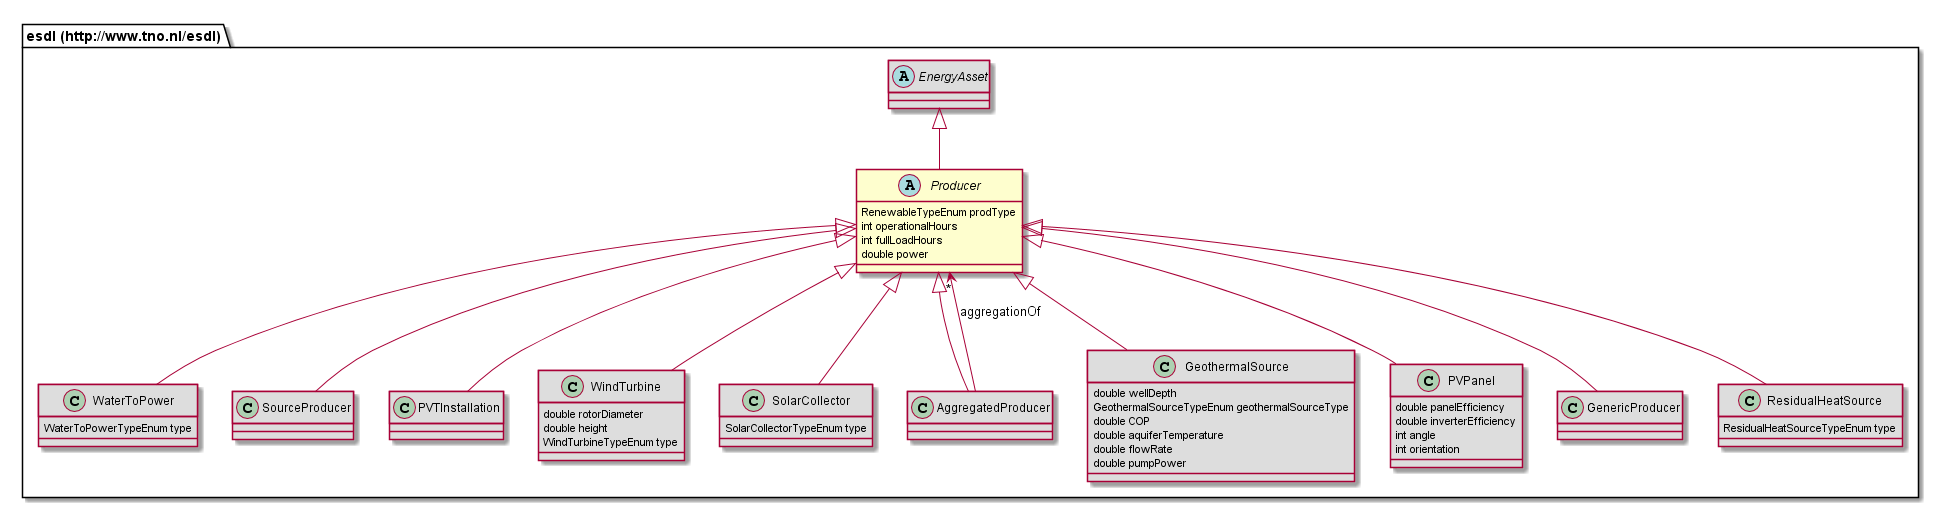 esdl (http://www.tno.nl/esdl)
A EnergyAsset
A Producer
RenewableTypeEnum prodType
int operationalHours
int fullLoadHours
double power
*
aggregationOf
C WaterToPower
WaterToPowerTypeEnum type
C SourceProducer
C PVTInstallation
C WindTurbine
double rotorDiameter
double height
WindTurbineTypeEnum type
C SolarCollector
SolarCollectorTypeEnum type
C AggregatedProducer
C GeothermalSource
double wellDepth
GeothermalSourceTypeEnum geothermalSourceType
double COP
double aquiferTemperature
double flowRate
double pumpPower
C PVPanel
double panelEfficiency
double inverterEfficiency
int angle
int orientation
C GenericProducer
C ResidualHeatSource
ResidualHeatSourceTypeEnum type